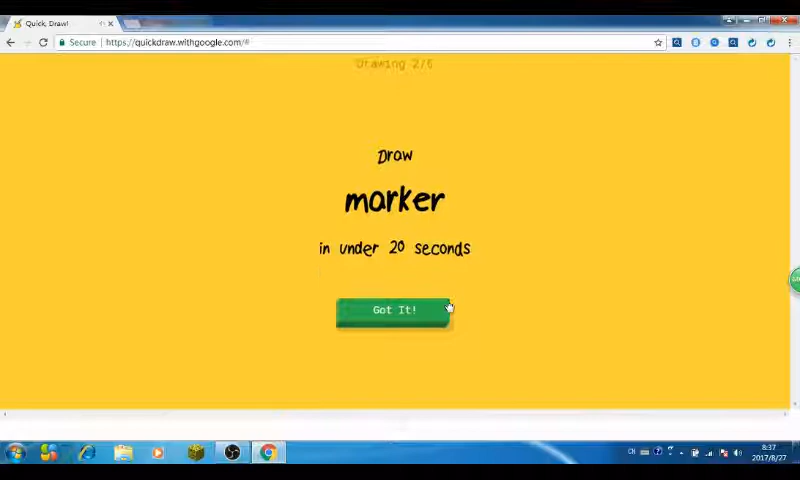 Quick, Draw!
Secure
https://quickdraw.withgoogle.com/#
Drawing 2/6
Draw
marker
in under 20 seconds
Got It!
CN
8:37
2017/8/27